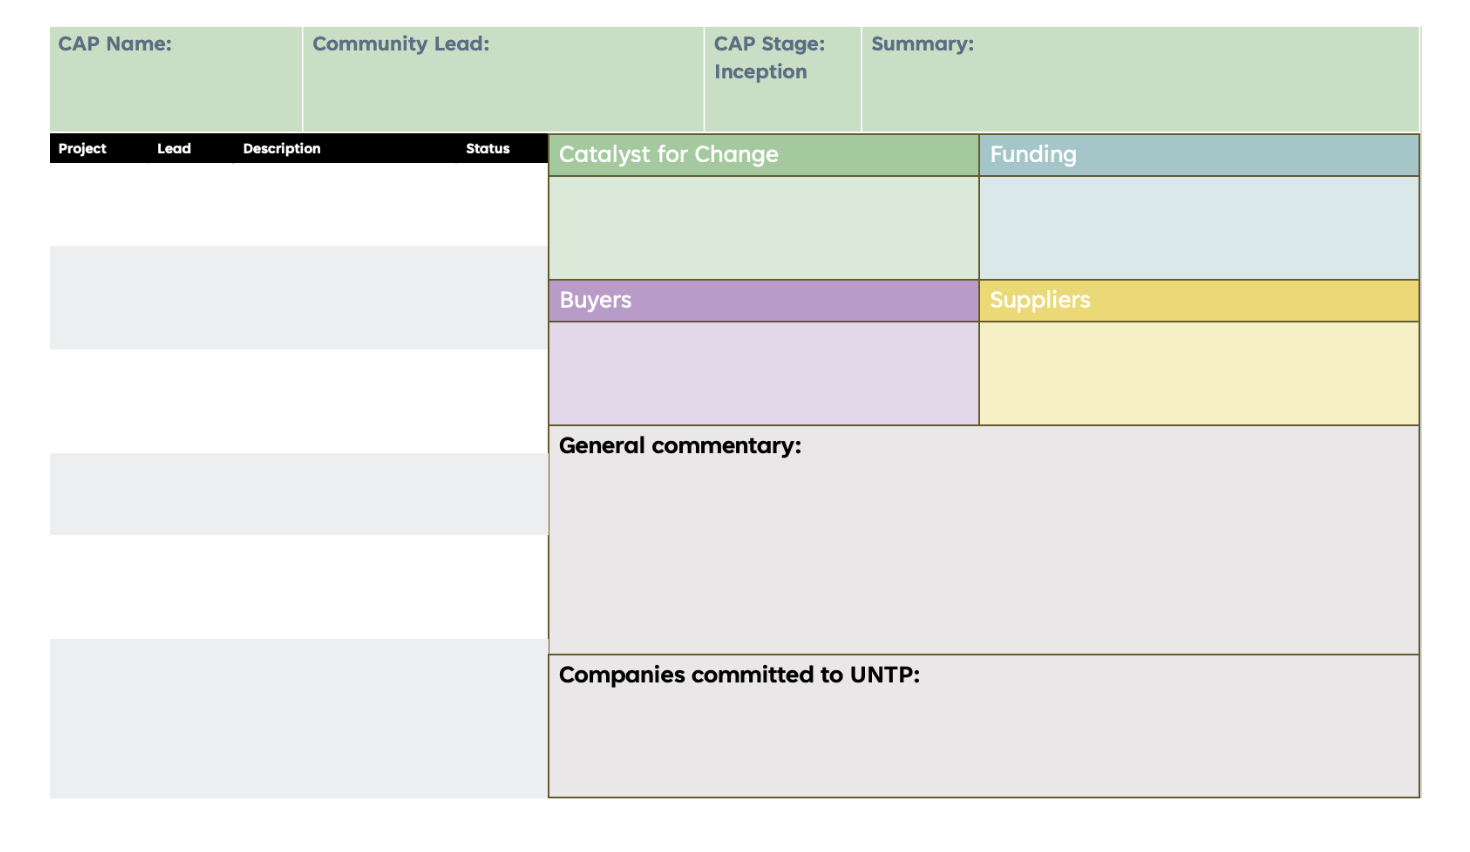 CAP Name:
Community Lead:
CAP Stage:
Inception
Summary:
Project Lead Description Status
Catalyst for Change
Funding
Buyers
Suppliers
General commentary:
Companies committed to UNTP: